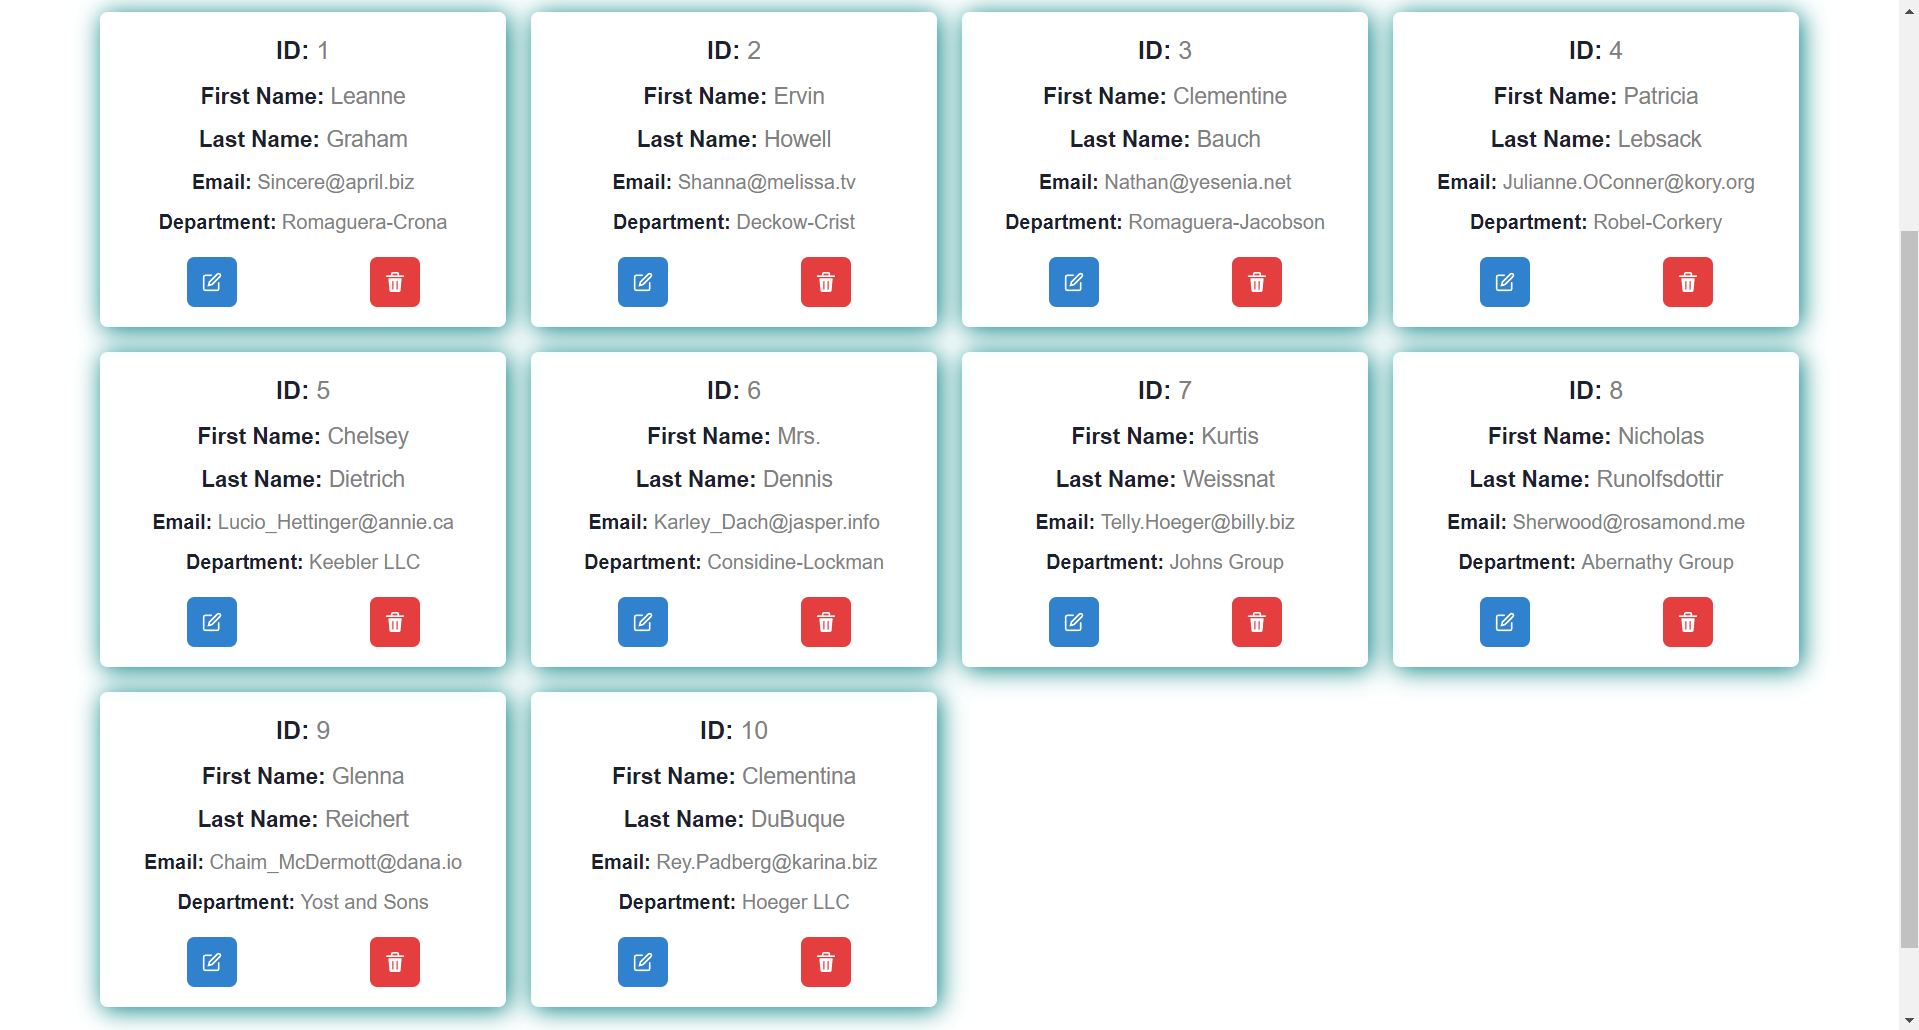 ID: 1
First Name: Leanne
Last Name: Graham
Email: Sincere@april.biz
Department: Romaguera-Crona
ID: 2
First Name: Ervin
Last Name: Howell
Email: Shanna@melissa.tv
Department: Deckow-Crist
ID: 3
First Name: Clementine
Last Name: Bauch
Email: Nathan@yesenia.net
Department: Romaguera-Jacobson
ID: 4
First Name: Patricia
Last Name: Lebsack
Email: Julianne.OConner@kory.org
Department: Robel-Corkery
ID: 5
First Name: Chelsey
Last Name: Dietrich
Email: Lucio_Hettinger@annie.ca
Department: Keebler LLC
ID: 6
First Name: Mrs.
Last Name: Dennis
Email: Karley_Dach@jasper.info
Department: Considine-Lockman
ID: 7
First Name: Kurtis
Last Name: Weissnat
Email: Telly.Hoeger@billy.biz
Department: Johns Group
ID: 8
First Name: Nicholas
Last Name: Runolfsdottir
Email: Sherwood@rosamond.me
Department: Abernathy Group
ID: 9
First Name: Glenna
Last Name: Reichert
Email: Chaim_McDermott@dana.io
Department: Yost and Sons
ID: 10
First Name: Clementina
Last Name: DuBuque
Email: Rey.Padberg@karina.biz
Department: Hoeger LLC